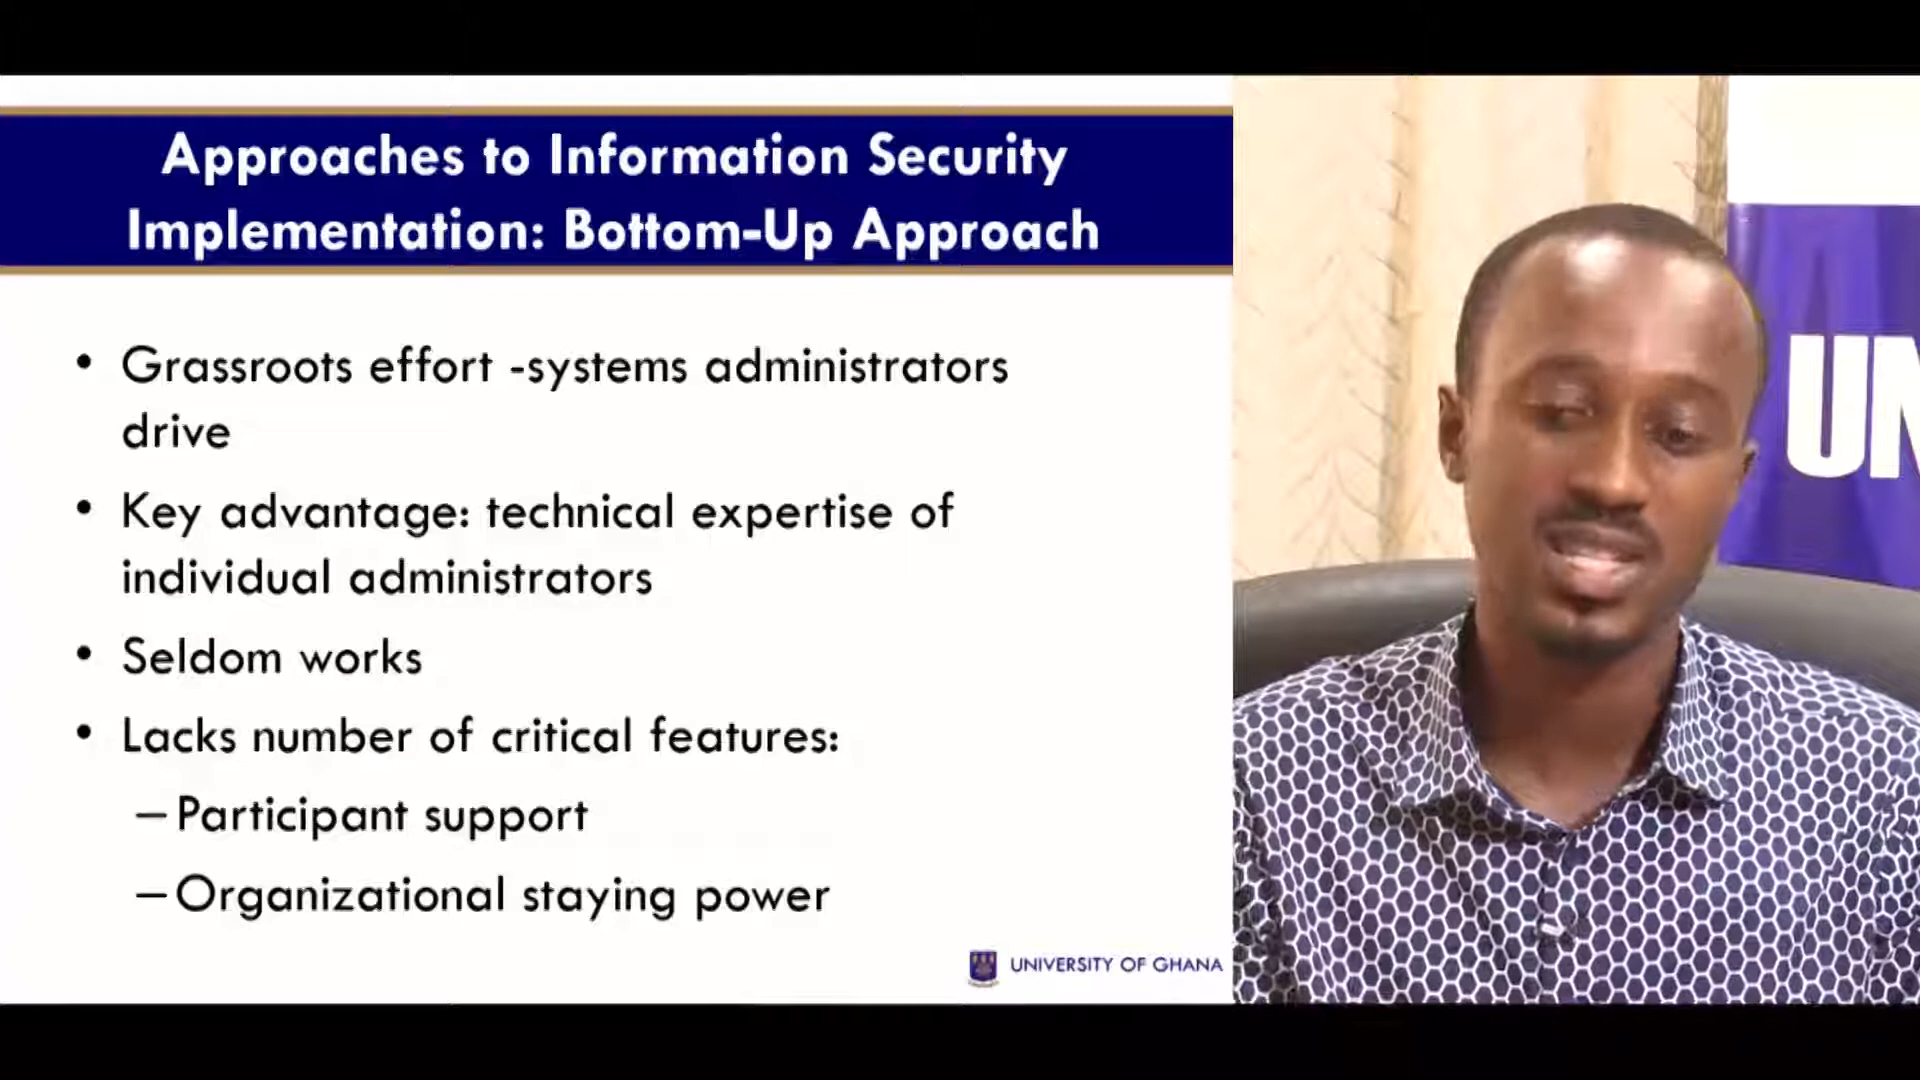 Approaches to Information Security
Implementation: Bottom-Up Approach
• Grassroots effort -systems administrators
drive
• Key advantage: technical expertise of
individual administrators
• Seldom works
• Lacks number of critical features:
– Participant support
– Organizational staying power
UNIVERSITY OF GHANA
UN